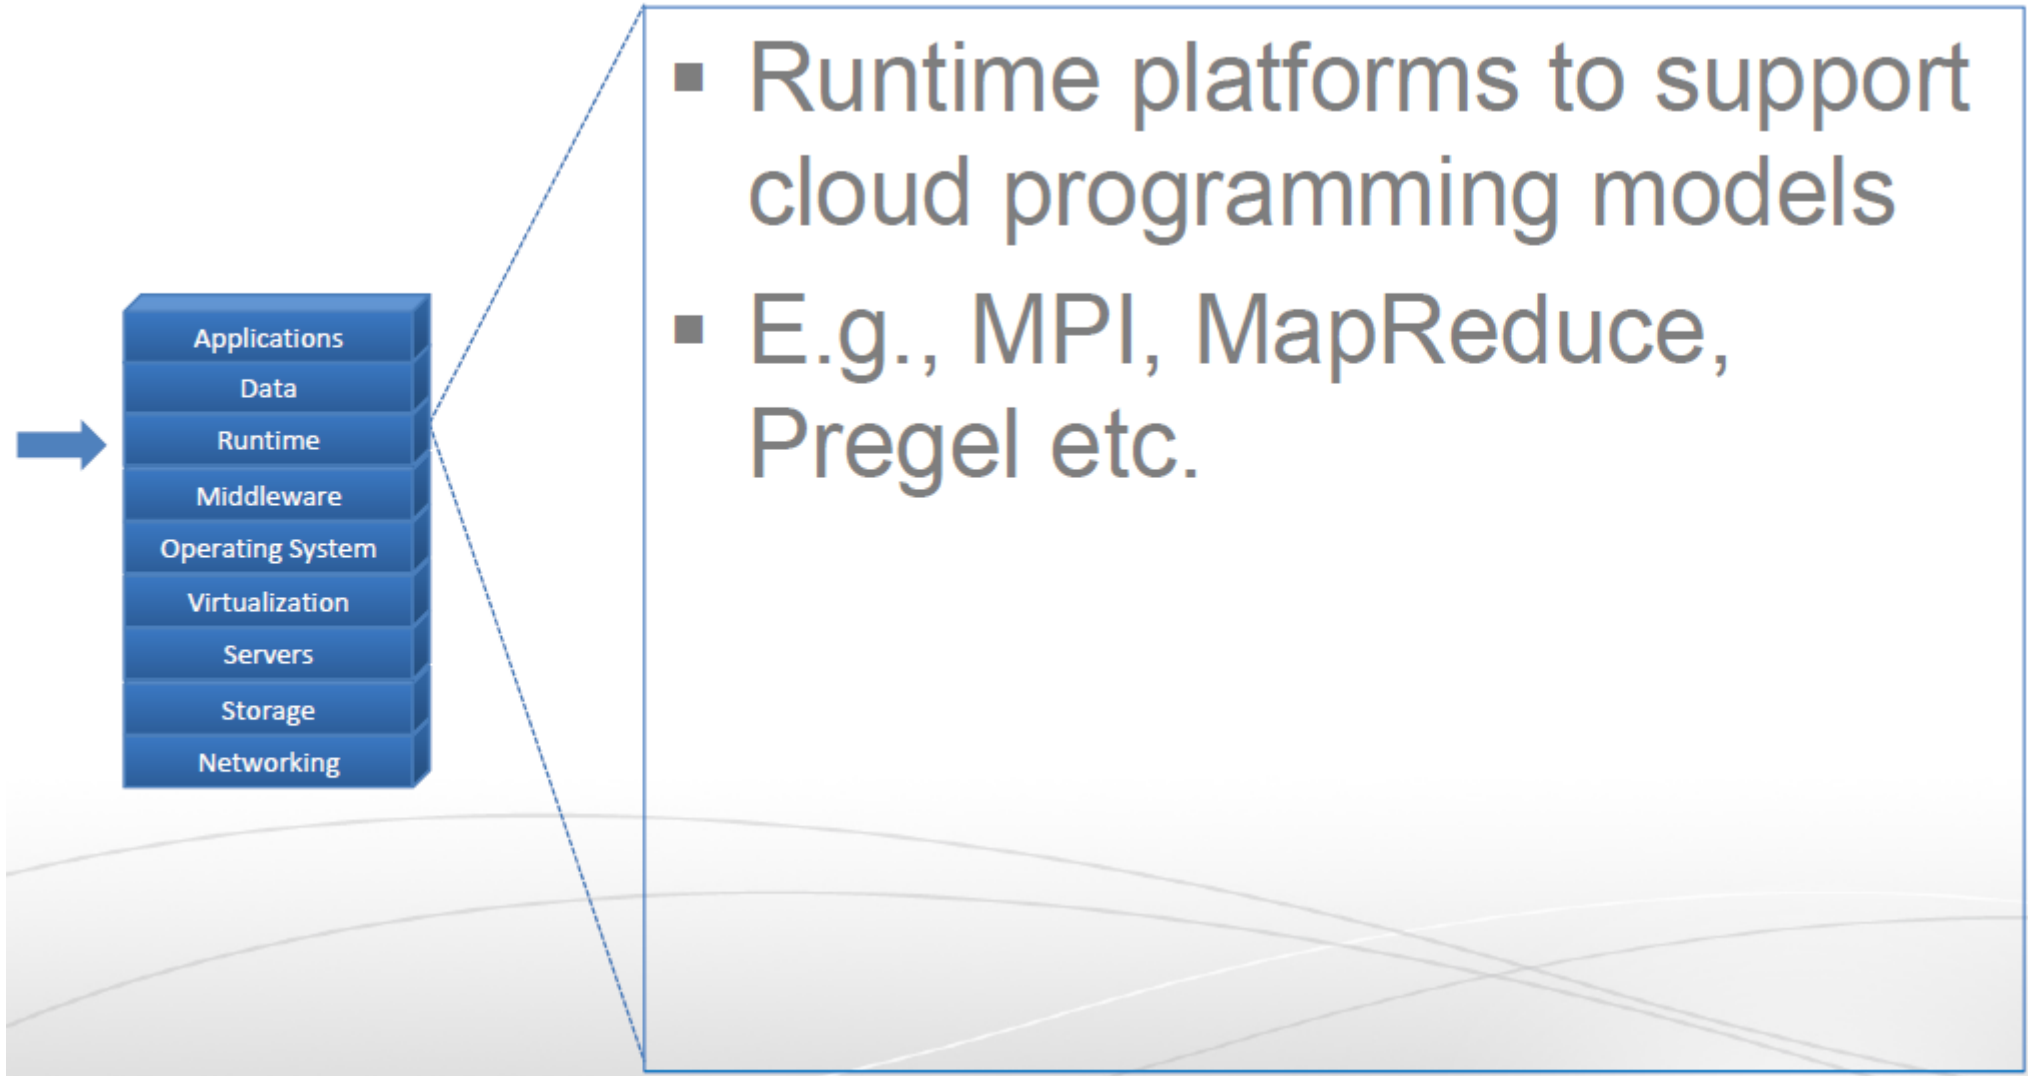 Applications
Data
Runtime
Middleware
Operating System
Virtualization
Servers
Storage
Networking
▪ Runtime platforms to support
cloud programming models
▪ E.g., MPI, MapReduce,
Pregel etc.